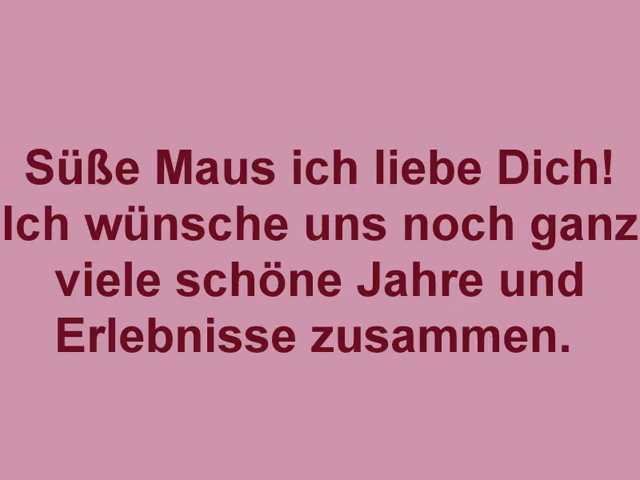 Süße Maus ich liebe Dich!
Ich wünsche uns noch ganz
viele schöne Jahre und
Erlebnisse zusammen.